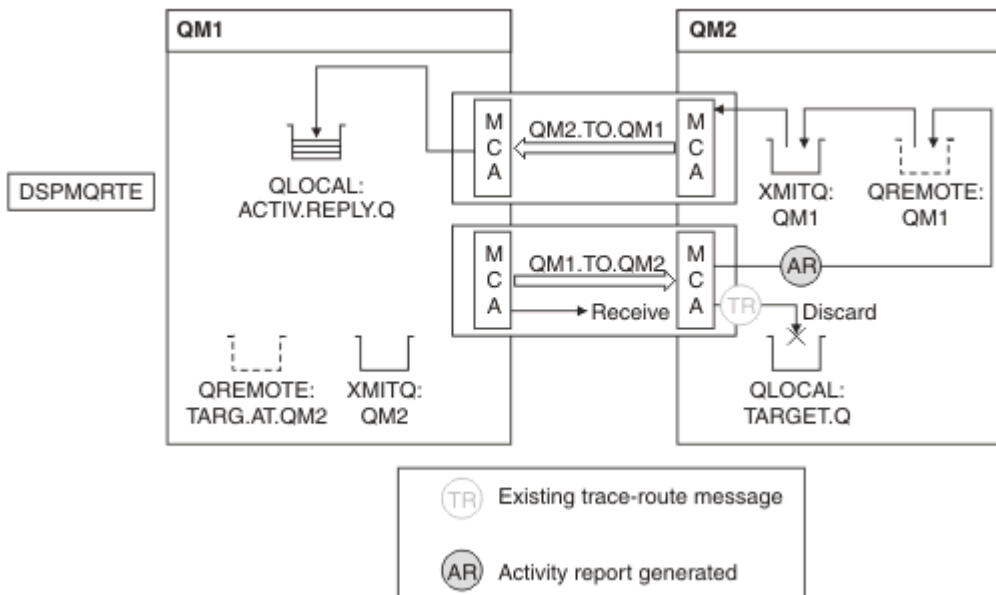 QM1
QM2
DSPMQRTE
QLOCAL:
ACTIV.REPLY.Q
M
C
A
QM2.TO.QM1
M
C
A
XMITQ:
QM1
QREMOTE:
QM1
M
C
A
QM1.TO.QM2
Receive
M
C
A
AR
TR
Discard
QREMOTE:
TARG.AT.QM2
XMITQ:
QM2
QLOCAL:
TARGET.Q
TR Existing trace-route message
AR Activity report generated